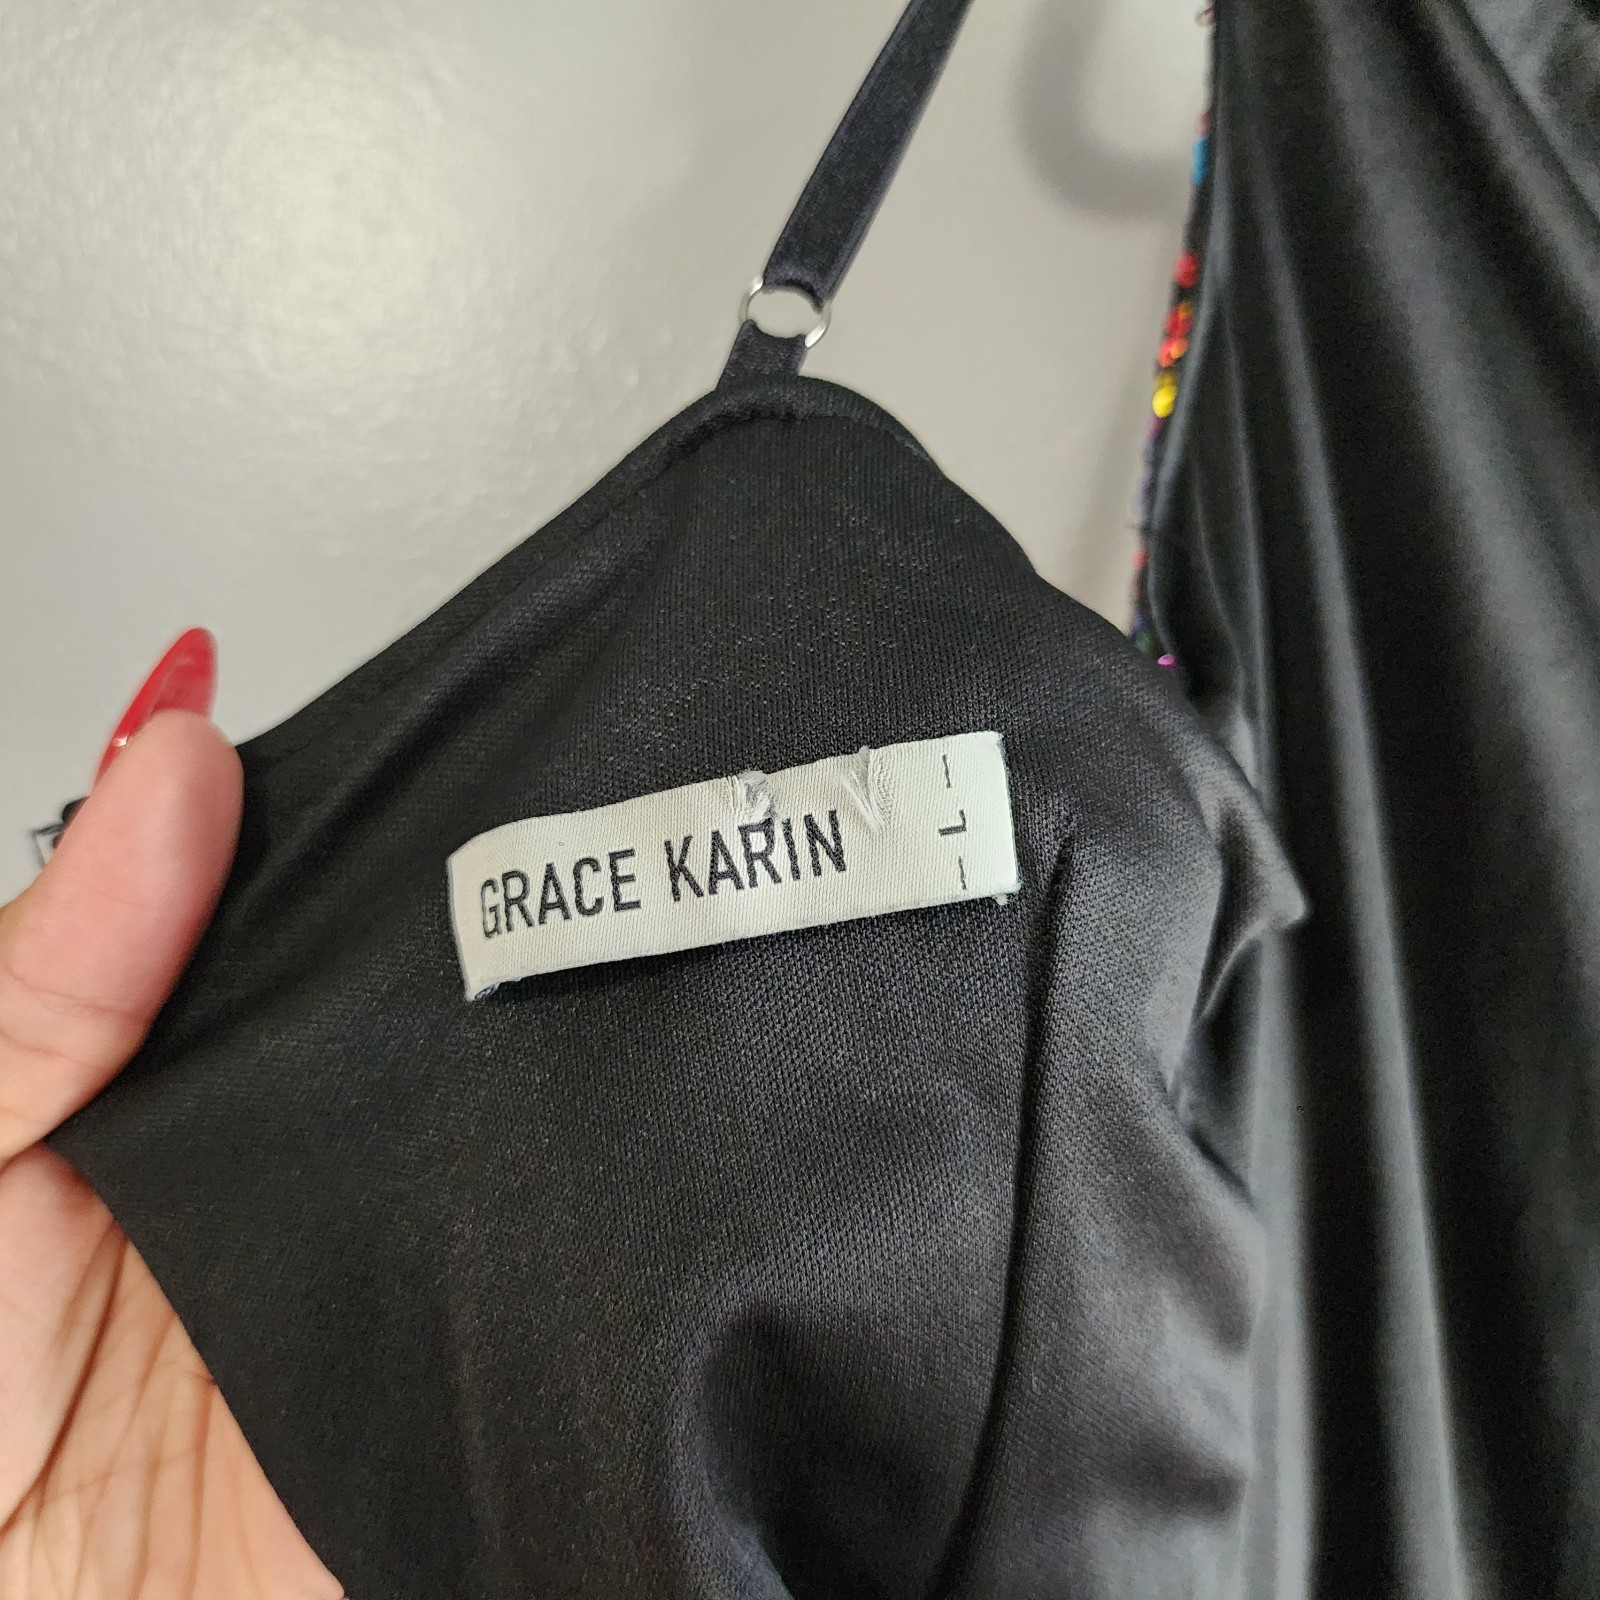 GRACE KARIN
- L -